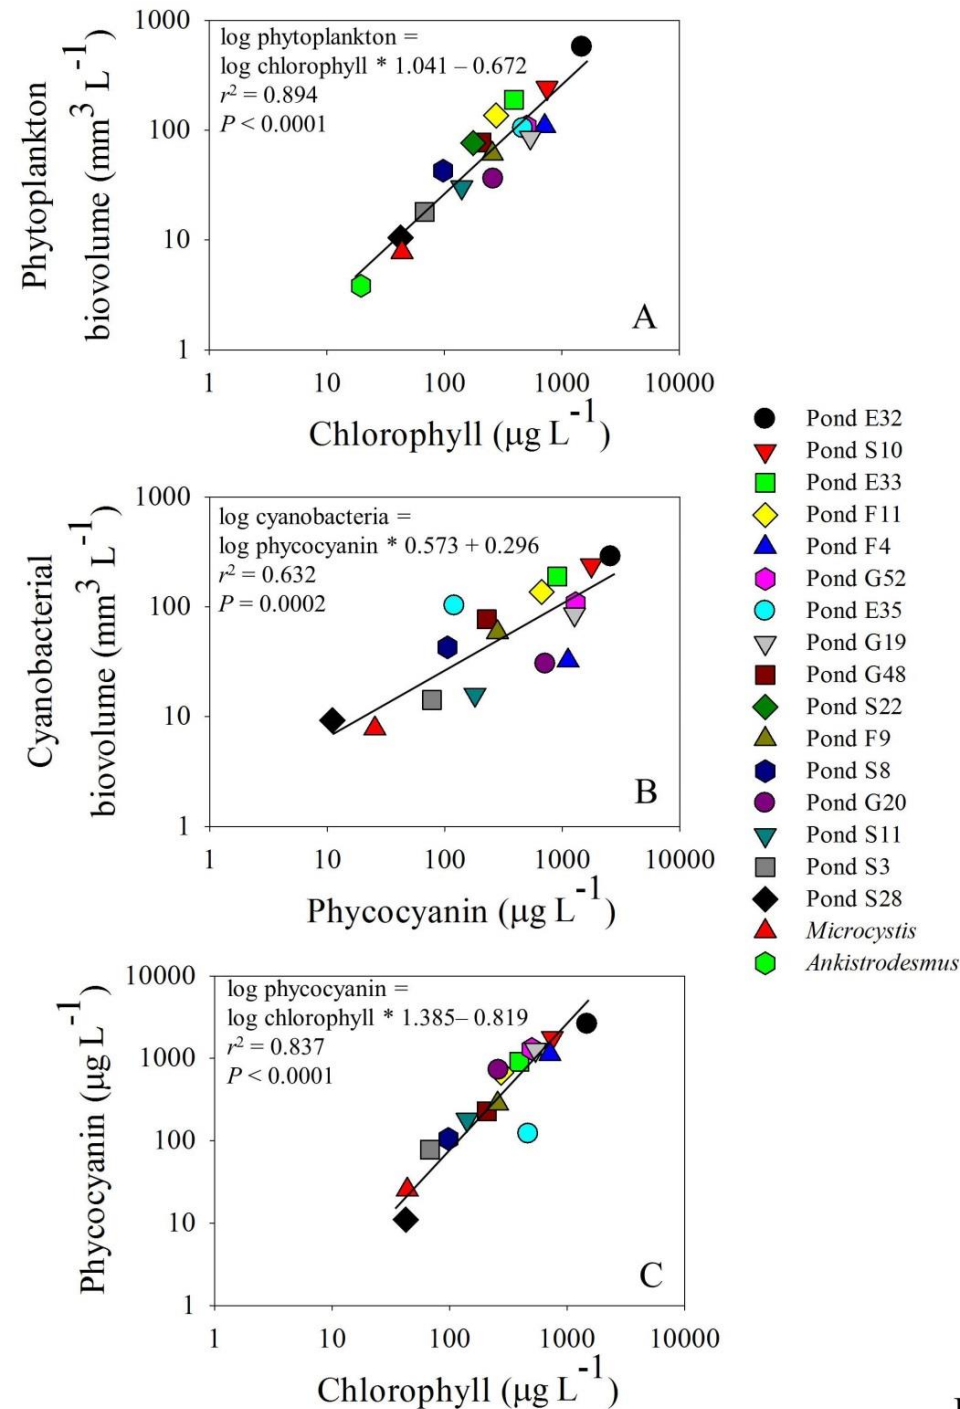 1000
100
10
1
Phytoplankton
biovolume (mm3 L-1)
log phytoplankton =
log chlorophyll * 1.041 – 0.672
r2 = 0.894
P < 0.0001
A
1 10 100 1000 10000
Chlorophyll (μg L-1)
1000
100
10
1
Cyanobacterial
biovolume (mm3 L-1)
log cyanobacteria =
log phycocyanin * 0.573 + 0.296
r2 = 0.632
P = 0.0002
B
1 10 100 1000 10000
Phycocyanin (μg L-1)
10000
1000
100
10
1
Phycocyanin (μg L-1)
log phycocyanin =
log chlorophyll * 1.385– 0.819
r2 = 0.837
P < 0.0001
C
1 10 100 1000 10000
Chlorophyll (μg L-1)
Pond E32
Pond S10
Pond E33
Pond F11
Pond F4
Pond G52
Pond E35
Pond G19
Pond G48
Pond S22
Pond F9
Pond S8
Pond G20
Pond S11
Pond S3
Pond S28
Microcystis
Ankistrodesmus